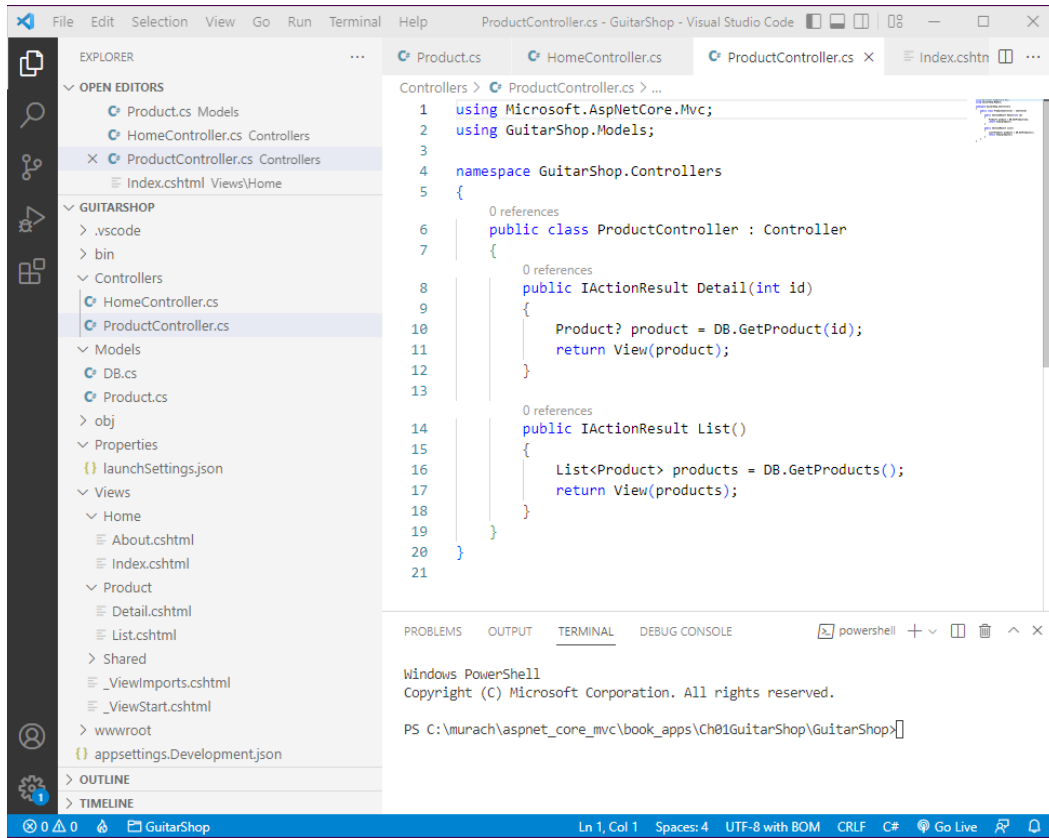 File Edit Selection View Go Run Terminal Help ProductController.cs - GuitarShop - Visual Studio Code
EXPLORER
OPEN EDITORS
Product.cs Models
HomeController.cs Controllers
ProductController.cs Controllers
Index.cshtml Views\Home
GUITARSHOP
.vscode
bin
Controllers
HomeController.cs
ProductController.cs
Models
DB.cs
Product.cs
obj
Properties
launchSettings.json
Views
Home
About.cshtml
Index.cshtml
Product
Detail.cshtml
List.cshtml
Shared
_ViewImports.cshtml
_ViewStart.cshtml
wwwroot
appsettings.Development.json
OUTLINE
TIMELINE
Product.cs HomeController.cs ProductController.cs Index.cshtn
Controllers > ProductController.cs > ...
1 using Microsoft.AspNetCore.Mvc;
2 using GuitarShop.Models;
3
4 namespace GuitarShop.Controllers
5 {
0 references
6 public class ProductController : Controller
7 {
0 references
8 public IActionResult Detail(int id)
9 {
10 Product? product = DB.GetProduct(id);
11 return View(product);
12 }
13
0 references
14 public IActionResult List()
15 {
16 List<Product> products = DB.GetProducts();
17 return View(products);
18 }
19 }
20 }
21
PROBLEMS OUTPUT TERMINAL DEBUG CONSOLE powershell
Windows PowerShell
Copyright (C) Microsoft Corporation. All rights reserved.
PS C:\murach\aspnet_core_mvc\book_apps\Ch01GuitarShop\GuitarShop>
1
0 0 GuitarShop Ln 1, Col 1 Spaces: 4 UTF-8 with BOM CRLF C# Go Live